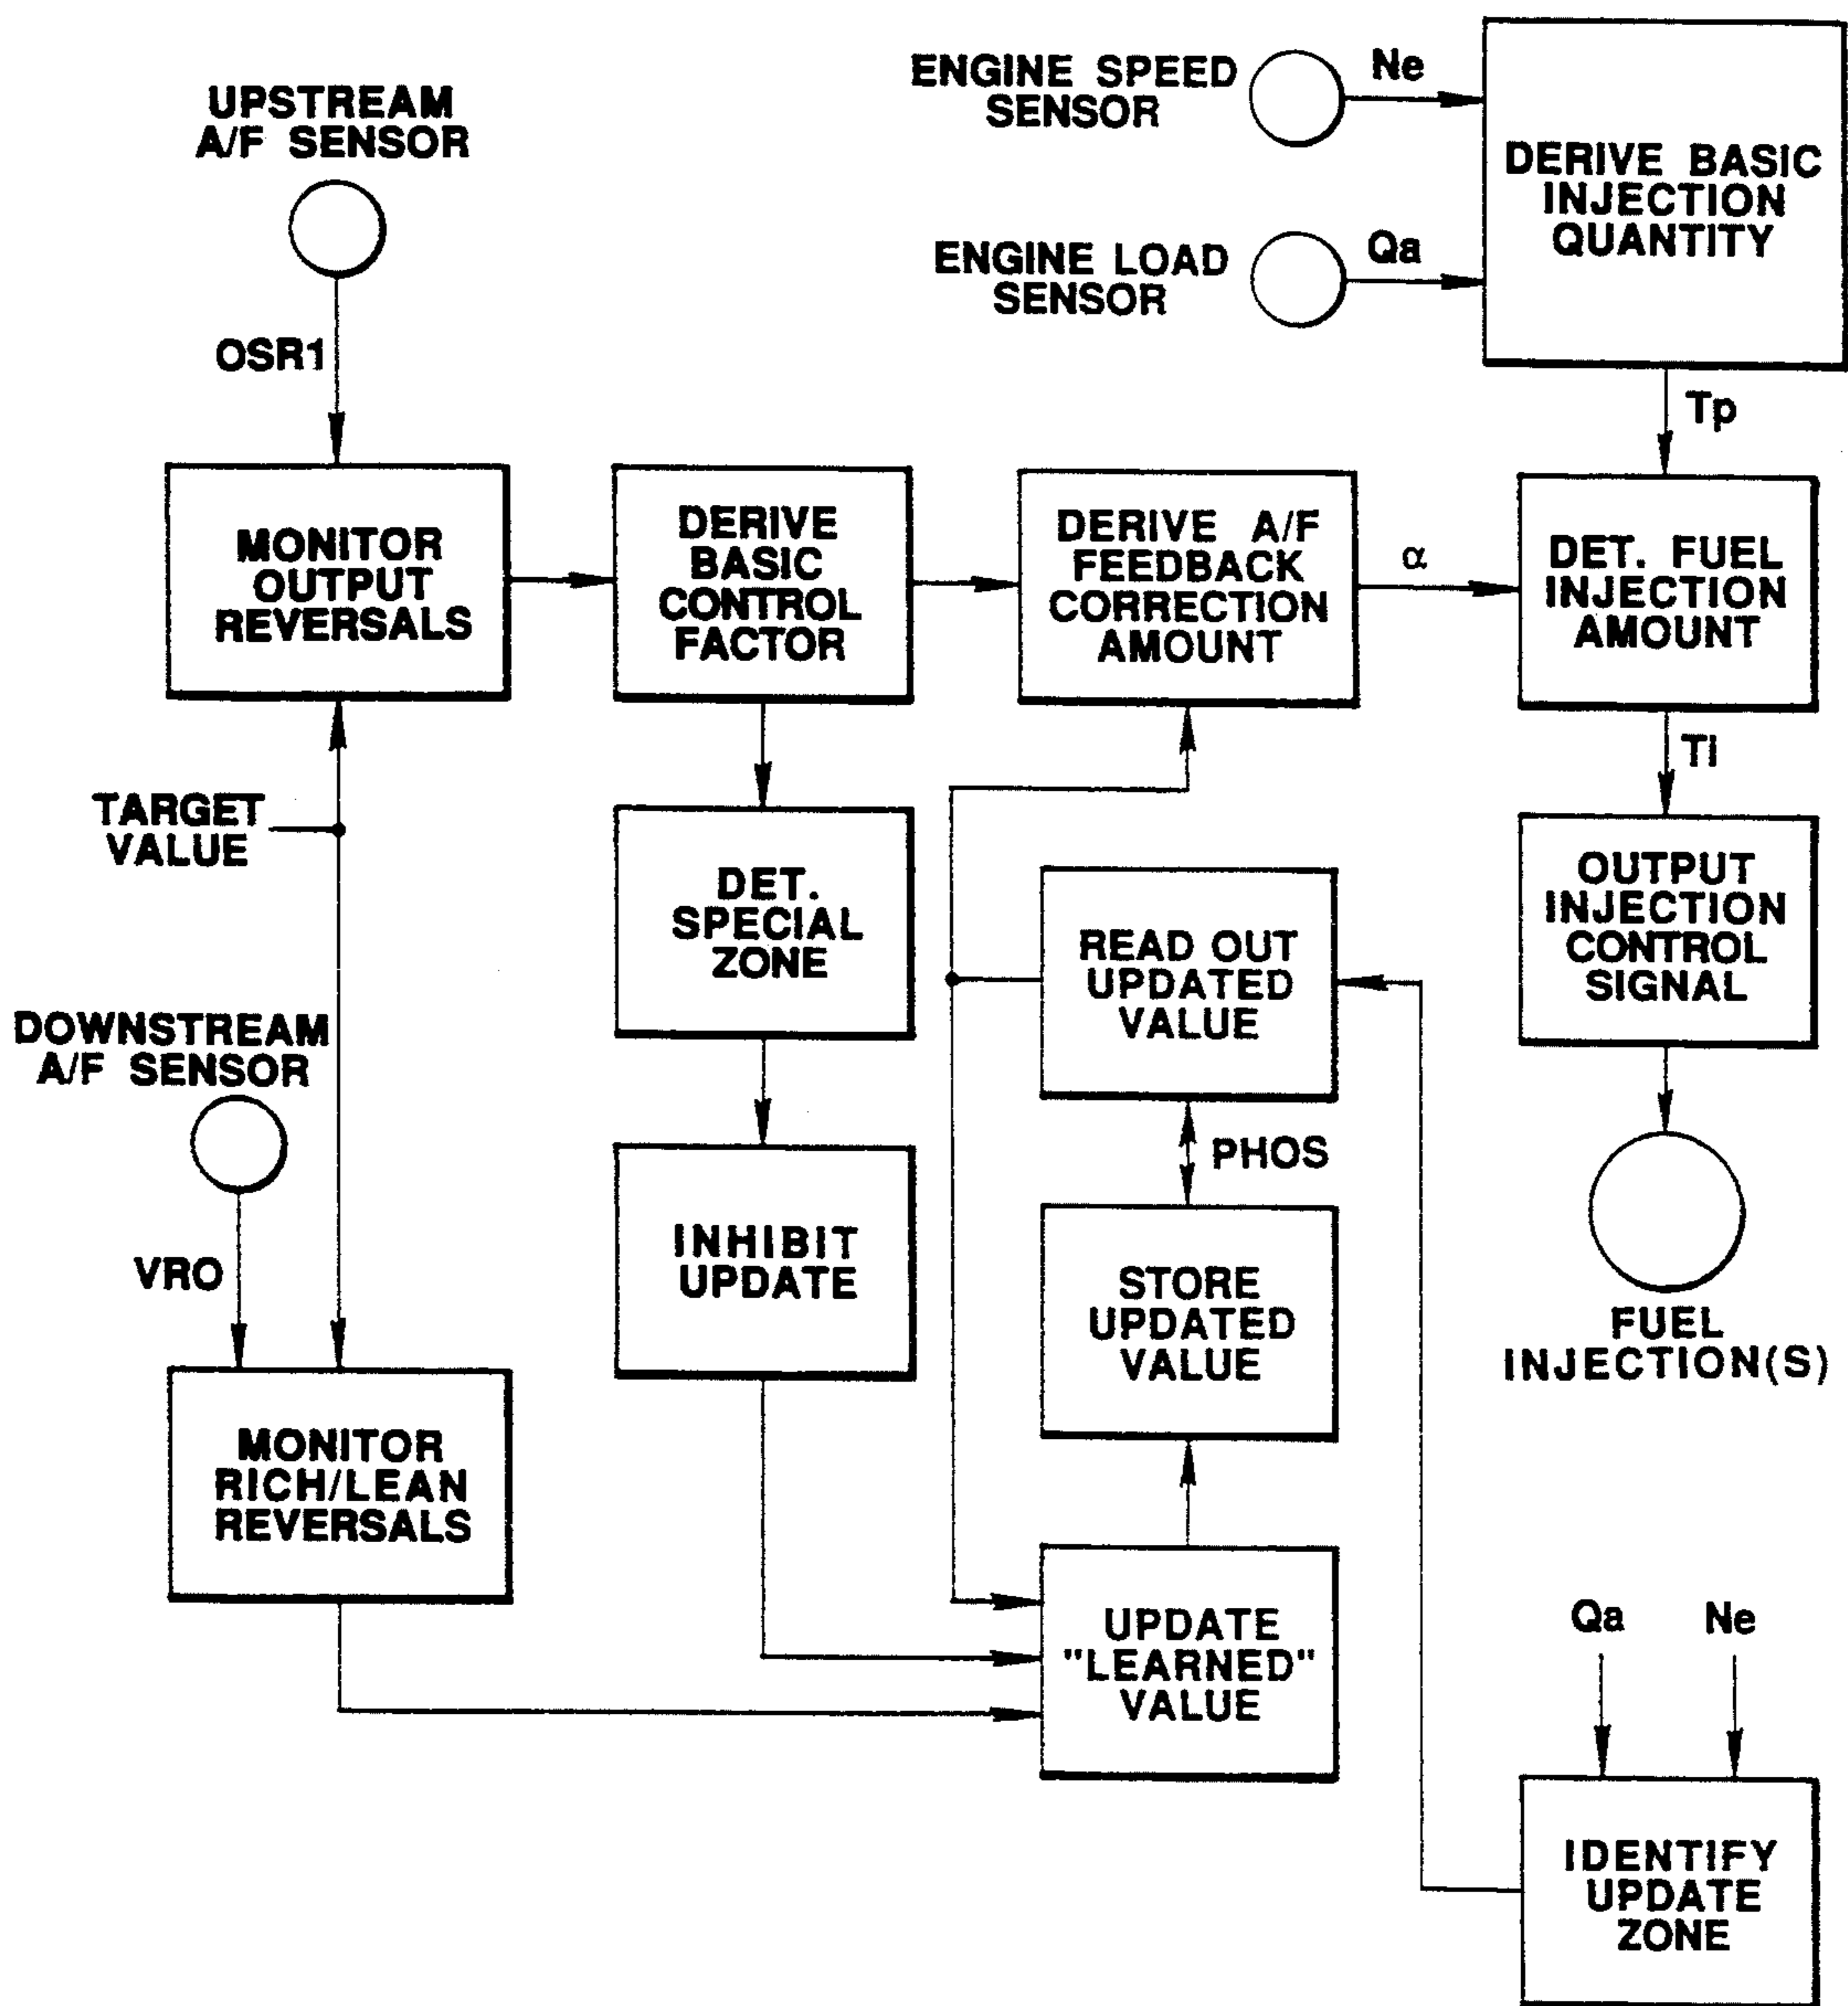 UPSTREAM
A/F SENSOR
OSR1
ENGINE SPEED
SENSOR
Ne
ENGINE LOAD
SENSOR
Qa
DERIVE BASIC
INJECTION
QUANTITY
Tp
MONITOR
OUTPUT
REVERSALS
DERIVE
BASIC
CONTROL
FACTOR
DERIVE A/F
FEEDBACK
CORRECTION
AMOUNT
α
DET. FUEL
INJECTION
AMOUNT
Ti
TARGET
VALUE
DET.
SPECIAL
ZONE
READ OUT
UPDATED
VALUE
OUTPUT
INJECTION
CONTROL
SIGNAL
DOWNSTREAM
A/F SENSOR
VRO
INHIBIT
UPDATE
PHOS
STORE
UPDATED
VALUE
FUEL
INJECTION(S)
MONITOR
RICH/LEAN
REVERSALS
UPDATE
"LEARNED"
VALUE
Qa
Ne
IDENTIFY
UPDATE
ZONE